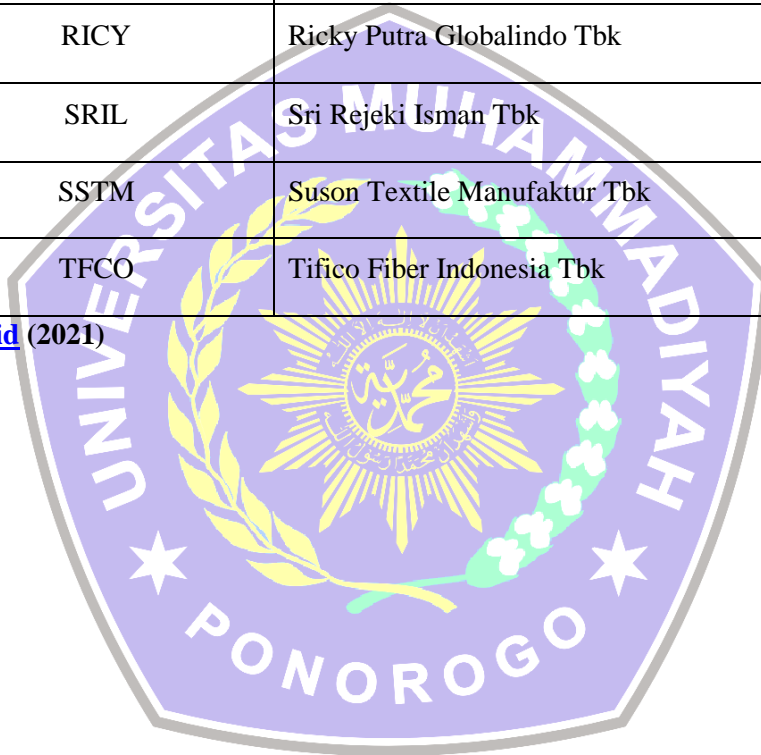 RICY Ricky Putra Globalindo Tbk
SRIL Sri Rejeki Isman Tbk
SSTM Suson Textile Manufaktur Tbk
TFCO Tifico Fiber Indonesia Tbk
id (2021)
UNIVERSITAS MUHAMMADIYAH
PONOROGO
محمدية